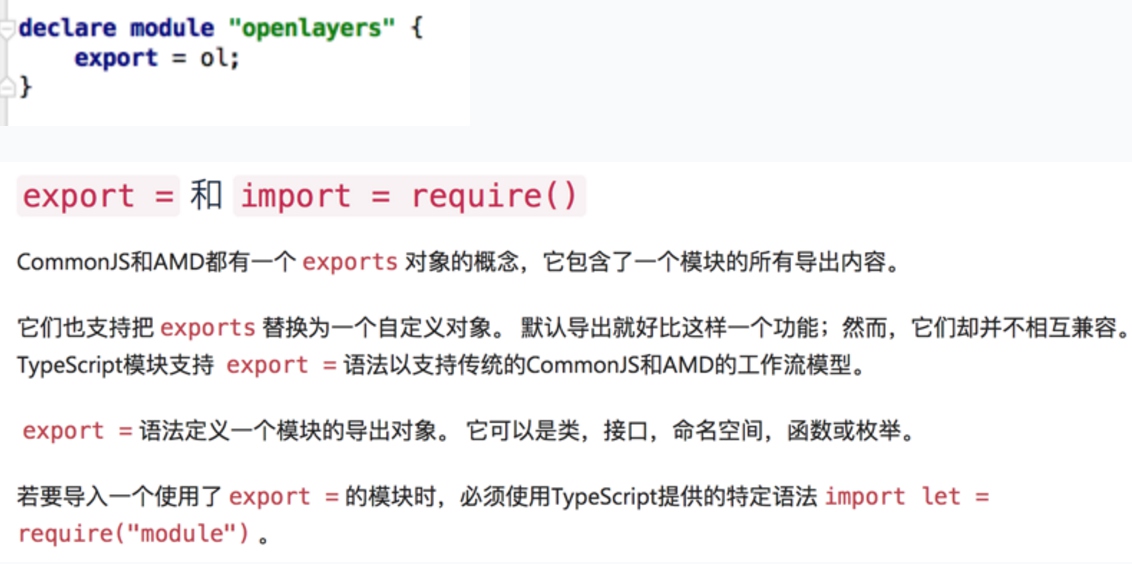 declare module "openlayers" {
export = ol;
}
export = 和 import = require()
CommonJS和AMD都有一个 exports 对象的概念，它包含了一个模块的所有导出内容。
它们也支持把 exports 替换为一个自定义对象。 默认导出就好比这样一个功能；然而，它们却并不相互兼容。
TypeScript模块支持 export = 语法以支持传统的CommonJS和AMD的工作流模型。
export = 语法定义一个模块的导出对象。 它可以是类，接口，命名空间，函数或枚举。
若要导入一个使用了 export = 的模块时，必须使用TypeScript提供的特定语法 import let =
require("module") 。